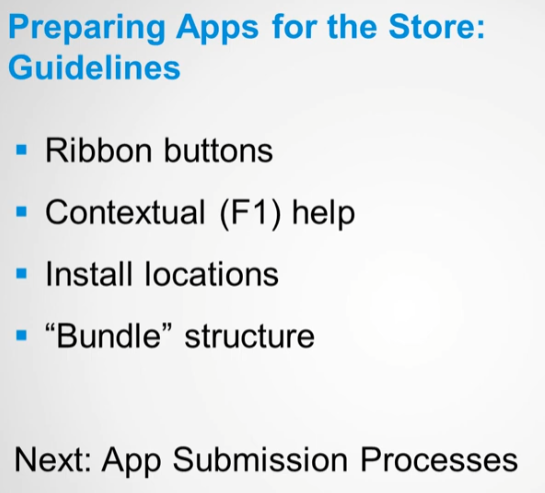 Preparing Apps for the Store:
Guidelines
▪ Ribbon buttons
▪ Contextual (F1) help
▪ Install locations
▪ “Bundle” structure
Next: App Submission Processes